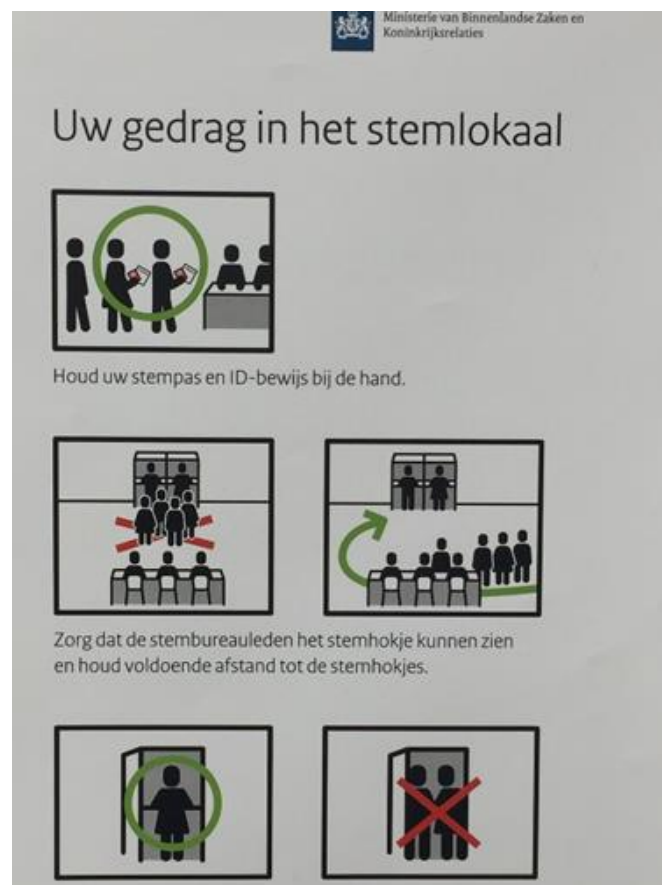 Ministerie van Binnenlandse Zaken en
Koninkrijksrelaties
Uw gedrag in het stemlokaal
Houd uw stempas en ID-bewijs bij de hand.
Zorg dat de stembureauleden het stemhokje kunnen zien
en houd voldoende afstand tot de stemhokjes.